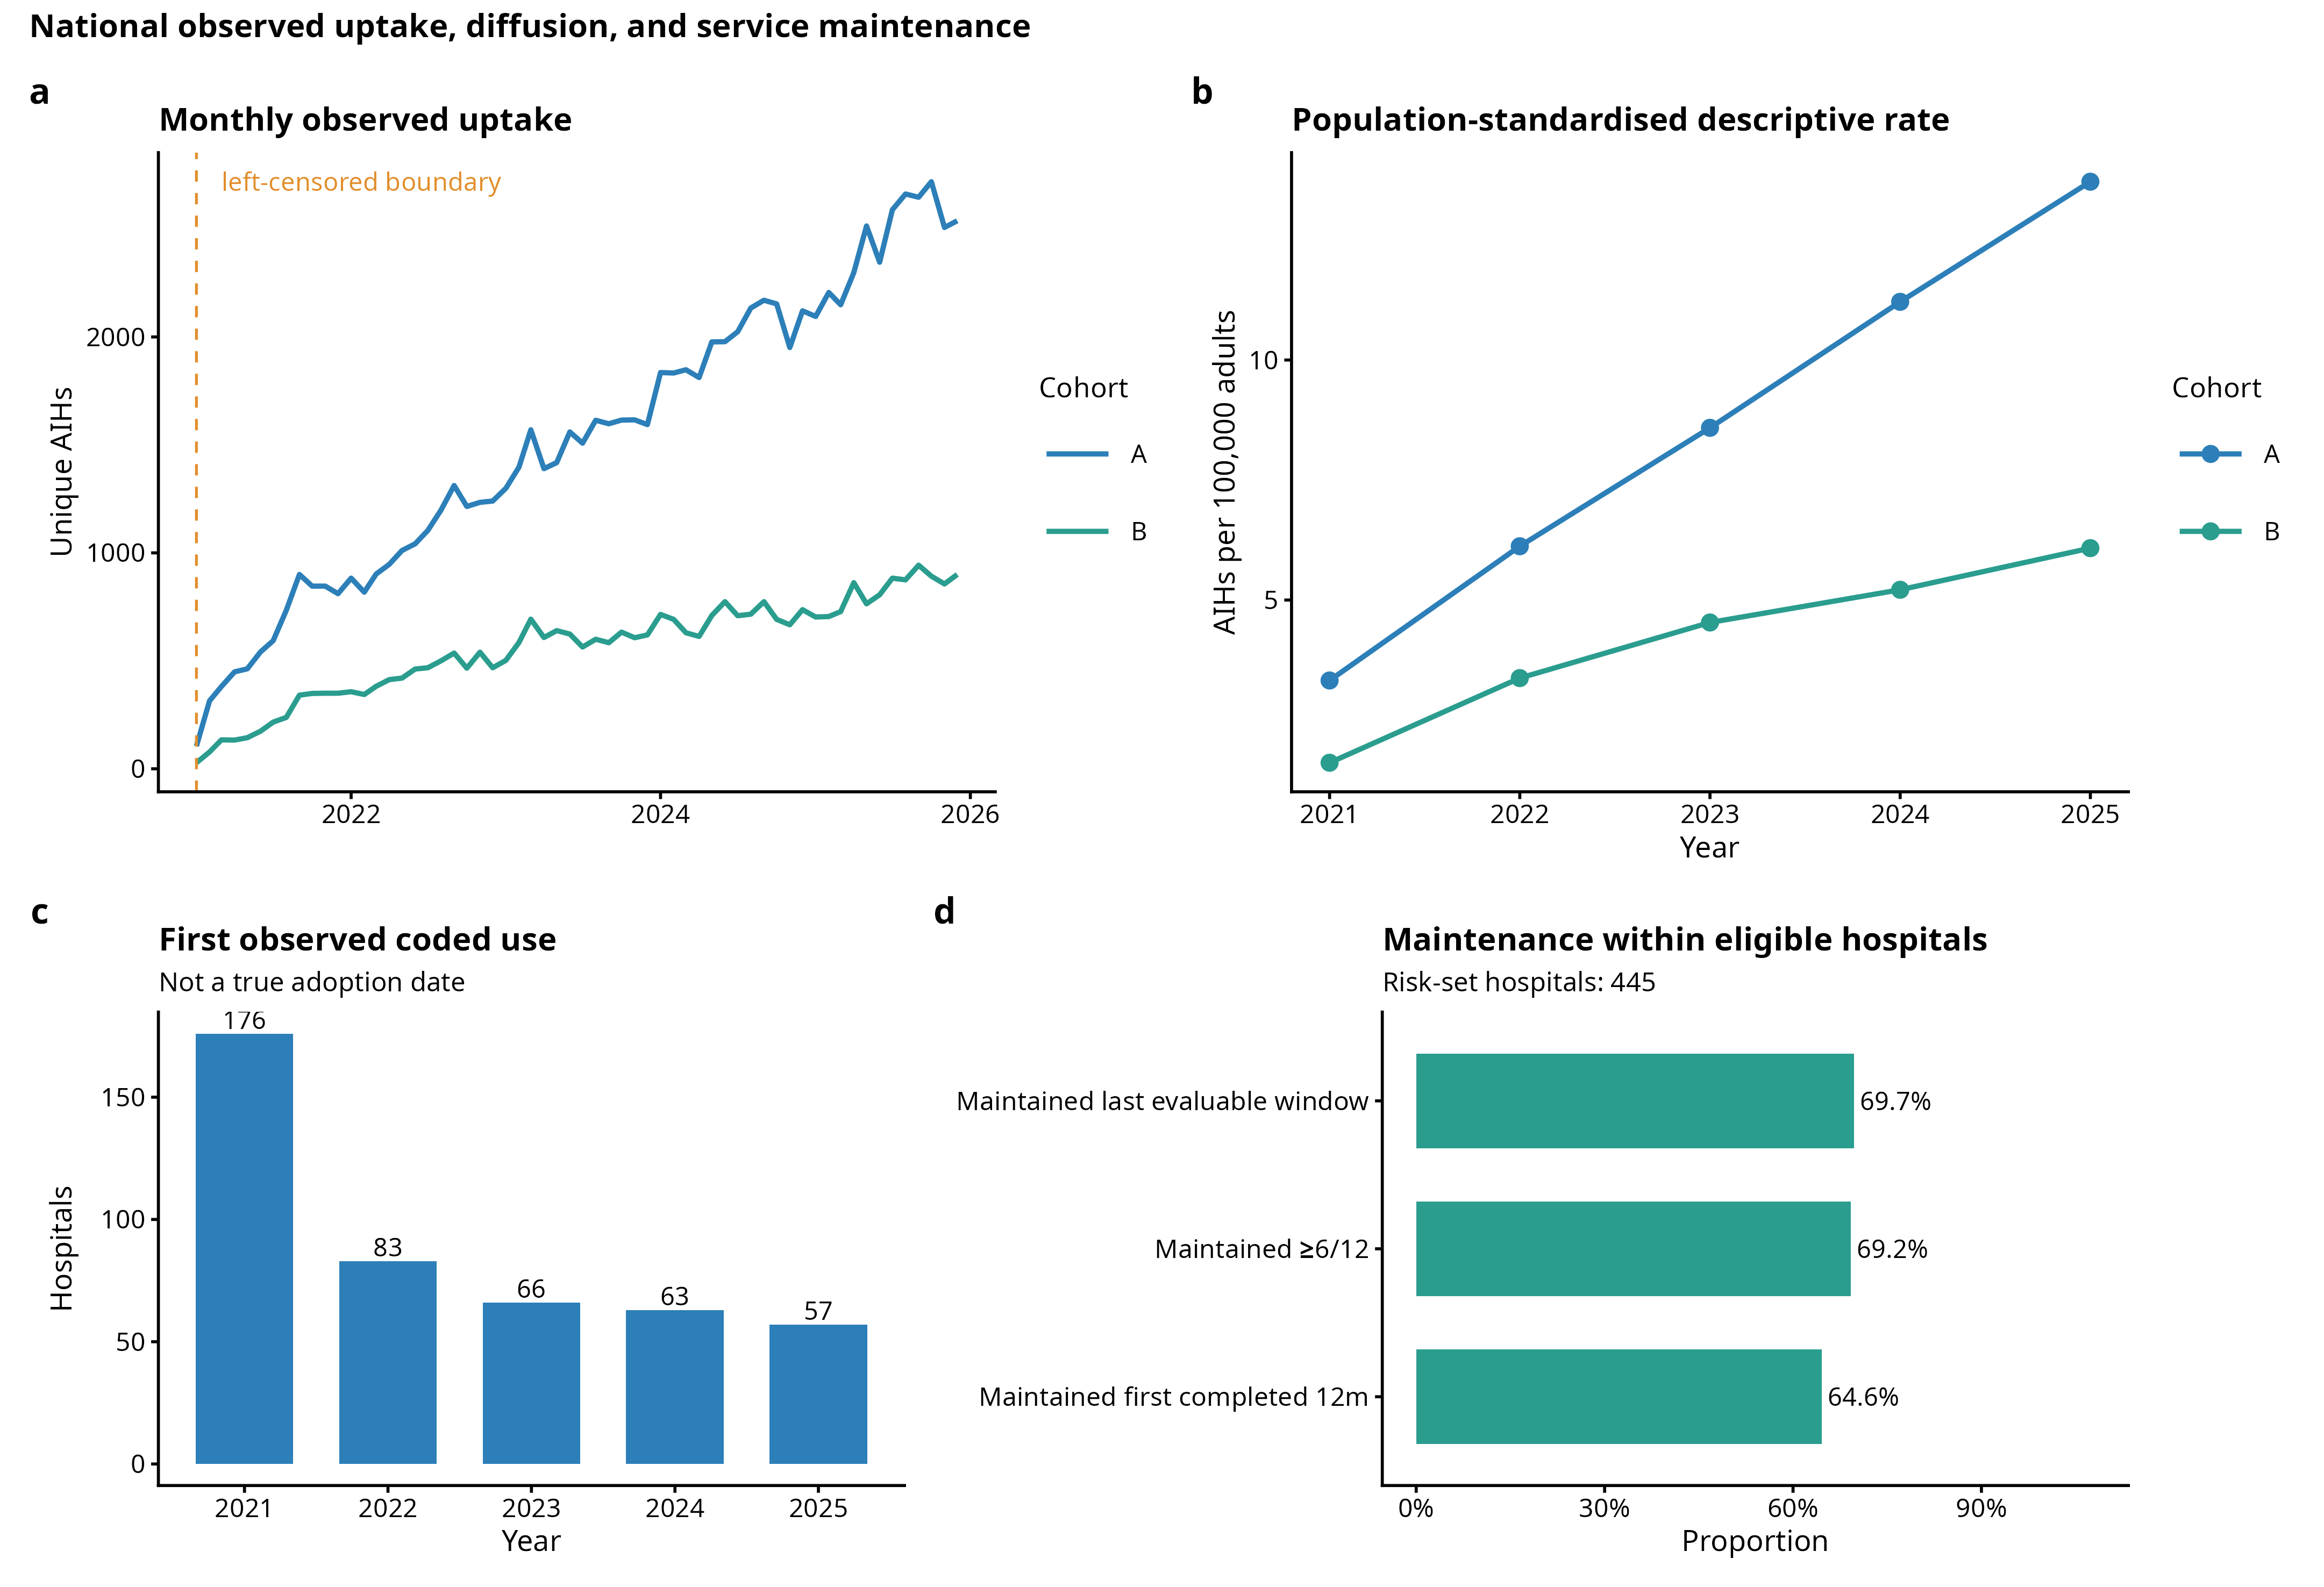 National observed uptake, diffusion, and service maintenance
a
Monthly observed uptake
left-censored boundary
Unique AIHs
2000
1000
0
2022
2024
2026
Cohort
A
B
b
Population-standardised descriptive rate
AIHs per 100,000 adults
10
5
2021
2022
2023
2024
2025
Year
Cohort
A
B
c
First observed coded use
Not a true adoption date
Hospitals
150
100
50
0
176
83
66
63
57
2021
2022
2023
2024
2025
Year
d
Maintenance within eligible hospitals
Risk-set hospitals: 445
Maintained last evaluable window
69.7%
Maintained ≥6/12
69.2%
Maintained first completed 12m
64.6%
0%
30%
60%
90%
Proportion